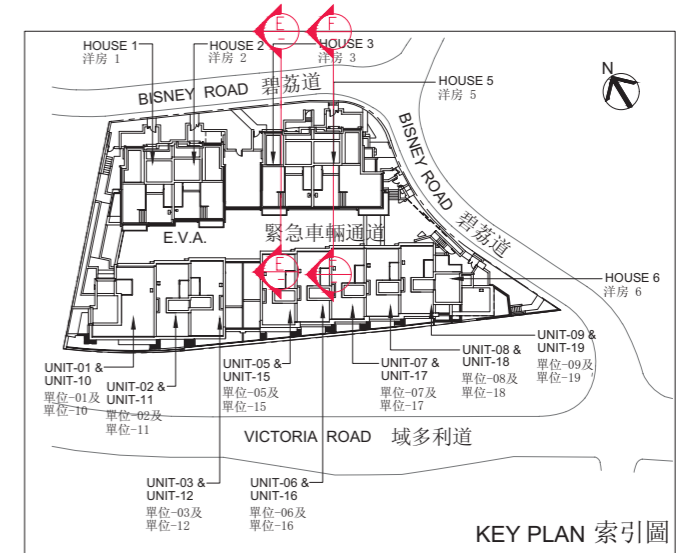 E
F
HOUSE 1
洋房 1
HOUSE 2
洋房 2
HOUSE 3
洋房 3
HOUSE 5
洋房 5
N
BISNEY ROAD 碧荔道
BISNEY ROAD 碧荔道
E.V.A. 緊急車輛通道
E
F
HOUSE 6
洋房 6
UNIT-01 &
UNIT-10
單位-01及
單位-10
UNIT-02 &
UNIT-11
單位-02及
單位-11
UNIT-05 &
UNIT-15
單位-05及
單位-15
UNIT-07 &
UNIT-17
單位-07及
單位-17
UNIT-08 &
UNIT-18
單位-08及
單位-18
UNIT-09 &
UNIT-19
單位-09及
單位-19
VICTORIA ROAD 域多利道
UNIT-03 &
UNIT-12
單位-03及
單位-12
UNIT-06 &
UNIT-16
單位-06及
單位-16
KEY PLAN 索引圖